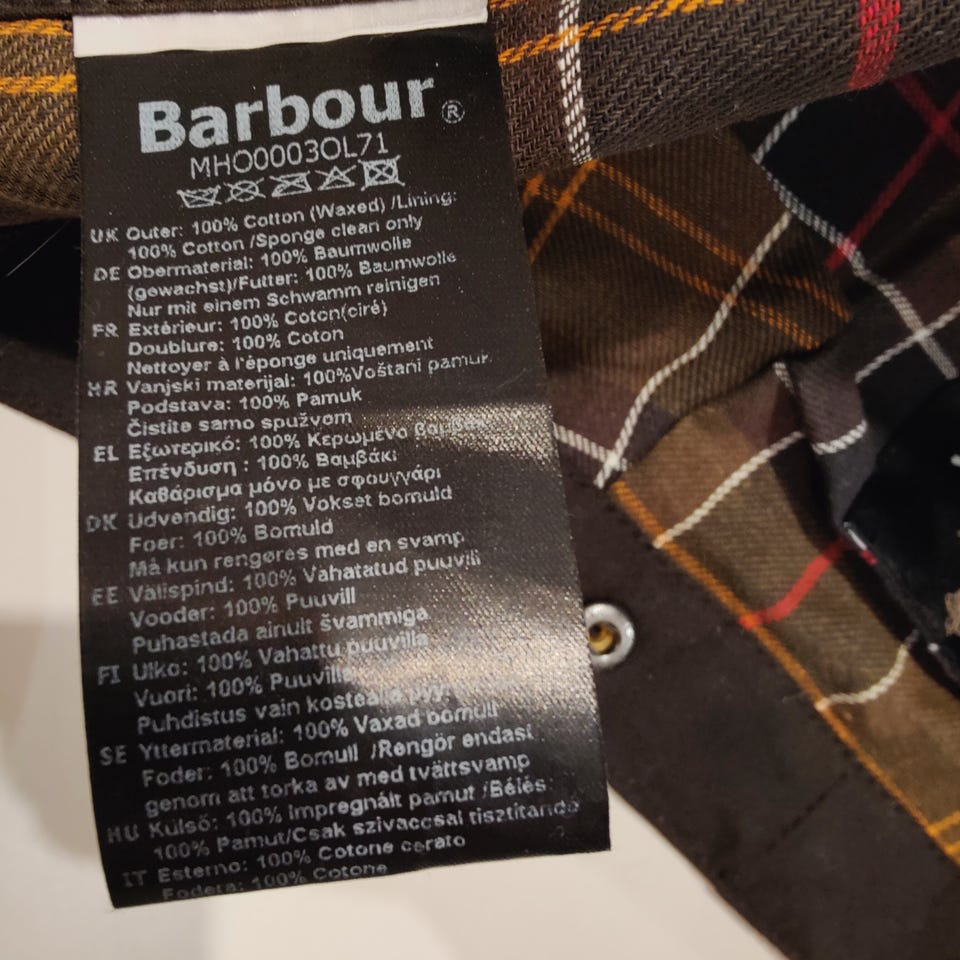 Barbour®
MHO0003OL71
UK Outer: 100% Cotton (Waxed) /Lining:
100% Cotton /Sponge clean only
DE Obermaterial: 100% Baumwolle
(gewachst)/Futter: 100% Baumwolle
Nur mit einem Schwamm reinigen
FR Extérieur: 100% Coton(ciré)
Doublure: 100% Coton
Nettoyer à l'éponge uniquement
HR Vanjski materijal: 100%Voštani pamuk
Podstava: 100% Pamuk
Čistite samo spužvom
EL Εξωτερικό: 100% Κερωμένο βαμβάκι
Επένδυση : 100% Βαμβάκι
Καθάρισμα μόνο με σφουγγάρι
DK Udvendig: 100% Vokset bomuld
Foer: 100% Bomuld
Må kun rengøres med en svamp
EE Välispind: 100% Vahatatud puuvill
Vooder: 100% Puuvill
Puhastada ainult švammiga
FI Ulko: 100% Vahattu puuvilla
Vuori: 100% Puuvilla
Puhdistus vain kostealla
SE Yttermaterial: 100% Vaxad bomull
Foder: 100% Bomull /Rengör endast
genom att torka av med tvättsvamp
HU Külső: 100% Impregnált pamut /Bélés
100% Pamut/Csak szivaccsal tisztítandó
IT Esterno: 100% Cotone cerato
Fodera: 100% Cotone